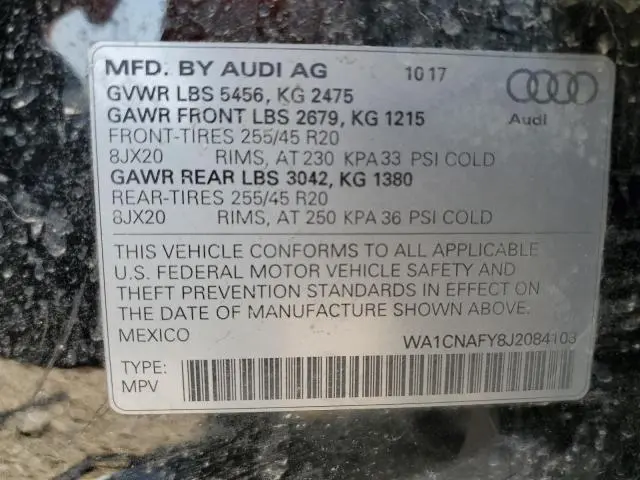 MFD. BY AUDI AG 10 17
GVWR LBS 5456, KG 2475
GAWR FRONT LBS 2679, KG 1215
Audi
FRONT-TIRES 255/45 R20
8JX20 RIMS, AT 230 KPA 33 PSI COLD
GAWR REAR LBS 3042, KG 1380
REAR-TIRES 255/45 R20
8JX20 RIMS, AT 250 KPA 36 PSI COLD
THIS VEHICLE CONFORMS TO ALL APPLICABLE
U.S. FEDERAL MOTOR VEHICLE SAFETY AND
THEFT PREVENTION STANDARDS IN EFFECT ON
THE DATE OF MANUFACTURE SHOWN ABOVE.
MEXICO WA1CNAFY8J2084103
TYPE:
MPV